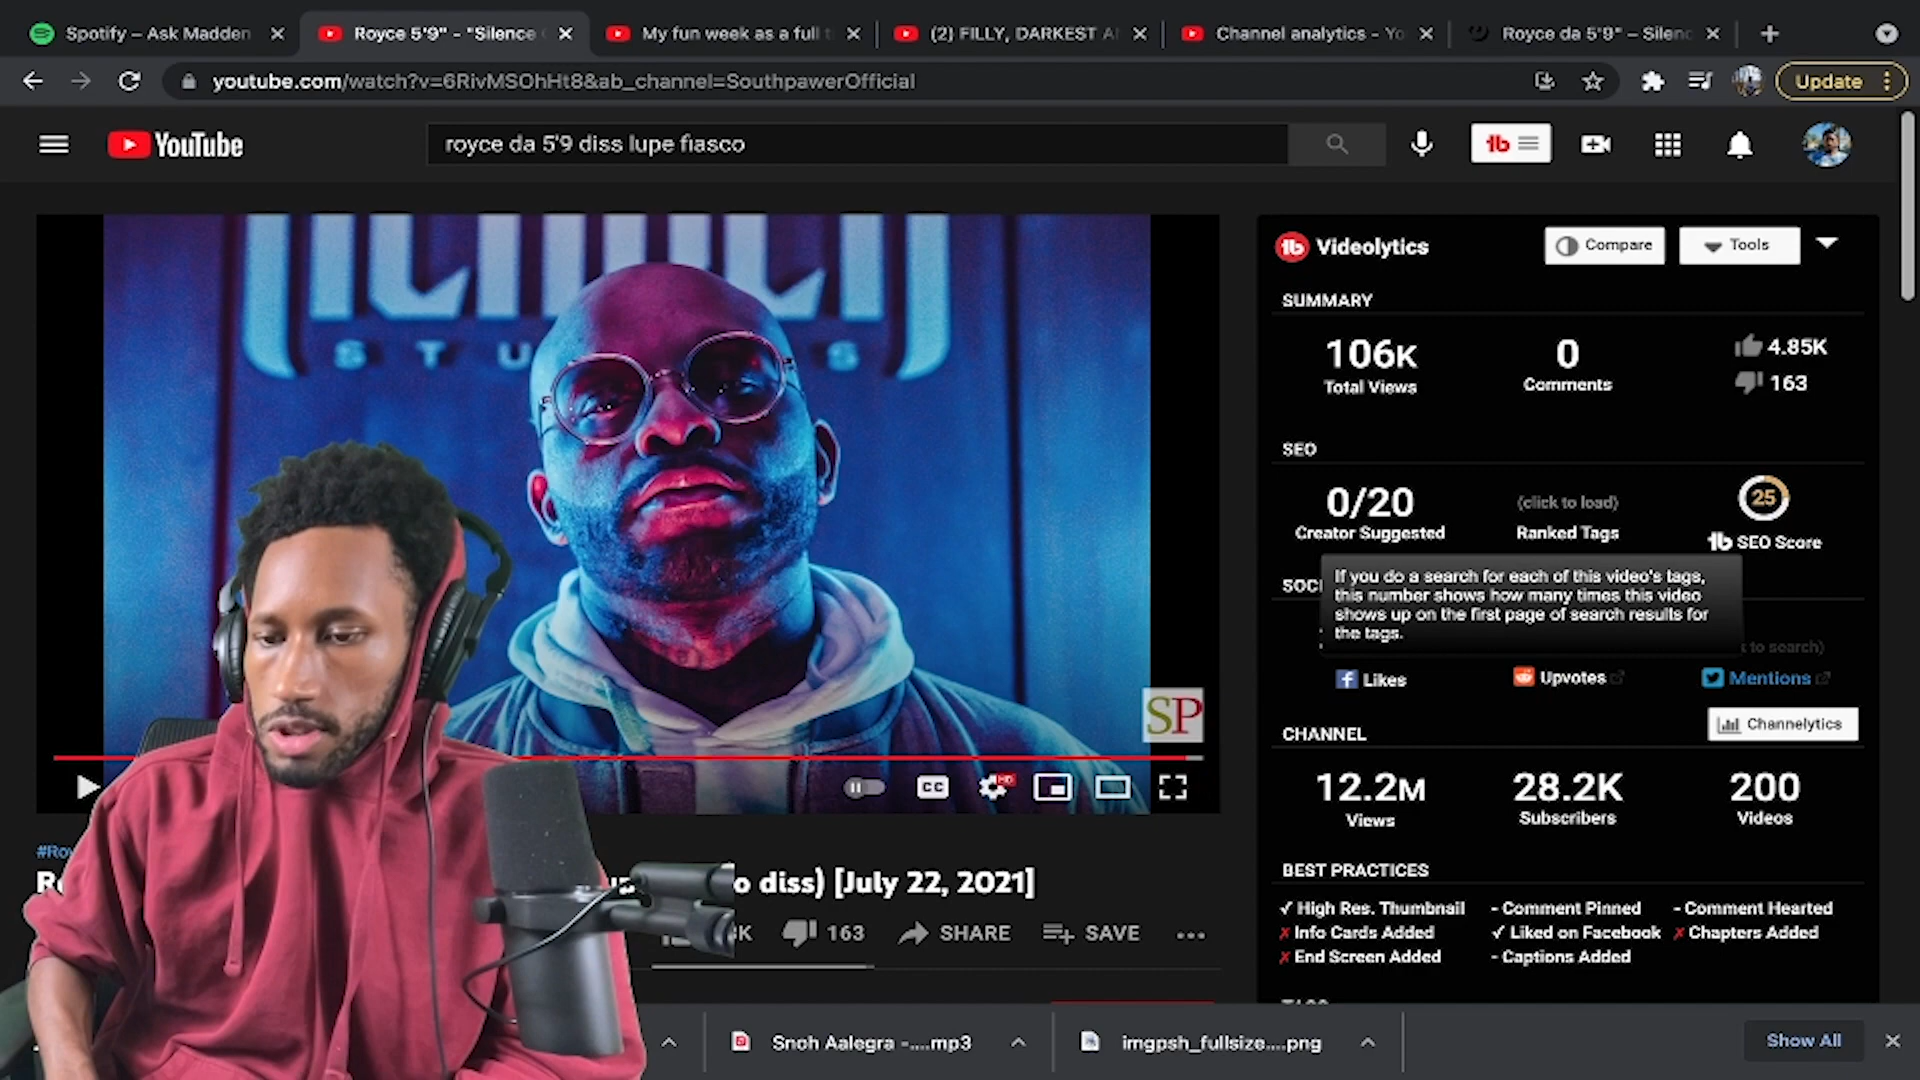 Spotify – Ask Madden
Royce 5'9" - "Silence
My fun week as a full t
(2) FILLY, DARKEST A
Channel analytics - Yo
Royce da 5'9" – Silenc
youtube.com/watch?v=6RivMSOhHt8&ab_channel=SouthpawerOfficial
Update
YouTube
royce da 5'9 diss lupe fiasco
STU S
SP
CC
HD
#Roy
o diss) [July 22, 2021]
K
163
SHARE
SAVE
Videolytics
Compare
Tools
SUMMARY
106K
Total Views
0
Comments
4.85K
163
SEO
0/20
Creator Suggested
(click to load)
Ranked Tags
25
SEO Score
SOCI
If you do a search for each of this video's tags,
this number shows how many times this video
shows up on the first page of search results for
the tags.
to search)
Likes
Upvotes
Mentions
CHANNEL
Channelytics
12.2M
Views
28.2K
Subscribers
200
Videos
BEST PRACTICES
✓ High Res. Thumbnail
- Comment Pinned
- Comment Hearted
✗ Info Cards Added
✓ Liked on Facebook
✗ Chapters Added
✗ End Screen Added
- Captions Added
TAGS
Snoh Aalegra -....mp3
imgpsh_fullsize....png
Show All